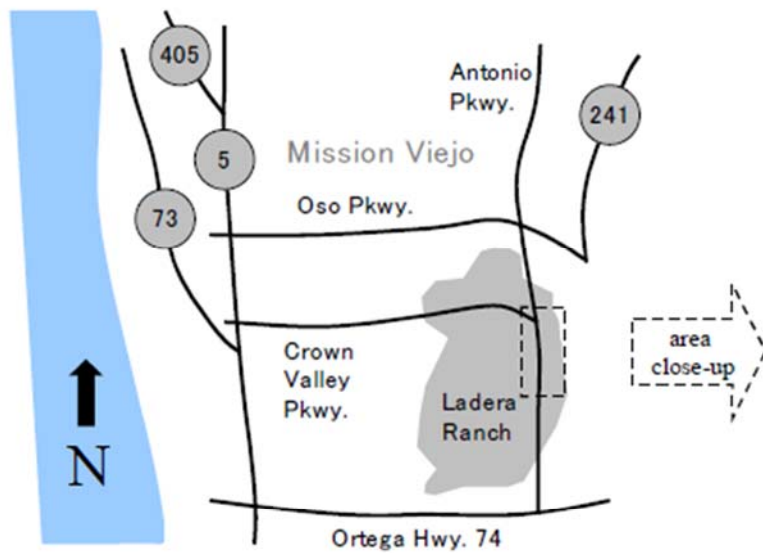 405
Antonio
Pkwy.
241
5
Mission Viejo
73
Oso Pkwy.
area
close-up
Crown
Valley
Pkwy.
Ladera
Ranch
N
Ortega Hwy. 74